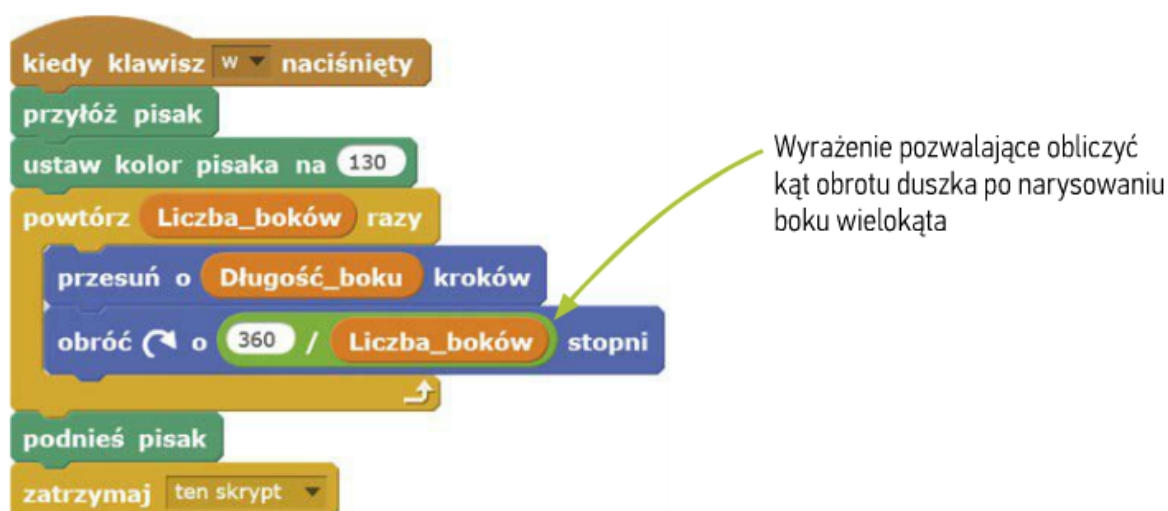 kiedy klawisz w naciśnięty
przyłóż pisak
ustaw kolor pisaka na 130
powtórz Liczba_boków razy
przesuń o Długość_boku kroków
obróć o 360 / Liczba_boków stopni
podnieś pisak
zatrzymaj ten skrypt
Wyrażenie pozwalające obliczyć
kąt obrotu duszka po narysowaniu
boku wielokąta